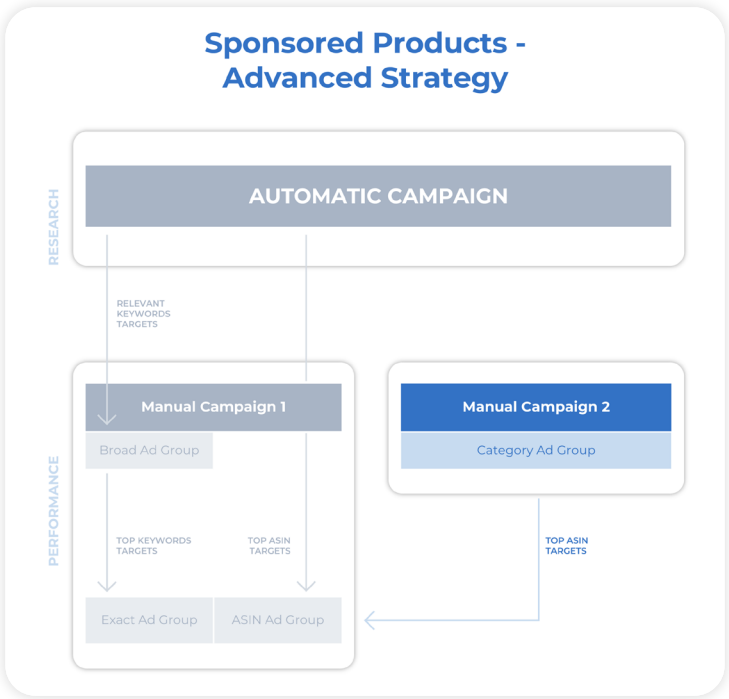 Sponsored Products -
Advanced Strategy
RESEARCH
AUTOMATIC CAMPAIGN
RELEVANT
KEYWORDS
TARGETS
PERFORMANCE
Manual Campaign 1
Broad Ad Group
TOP KEYWORDS
TARGETS
TOP ASIN
TARGETS
Exact Ad Group
ASIN Ad Group
Manual Campaign 2
Category Ad Group
TOP ASIN
TARGETS